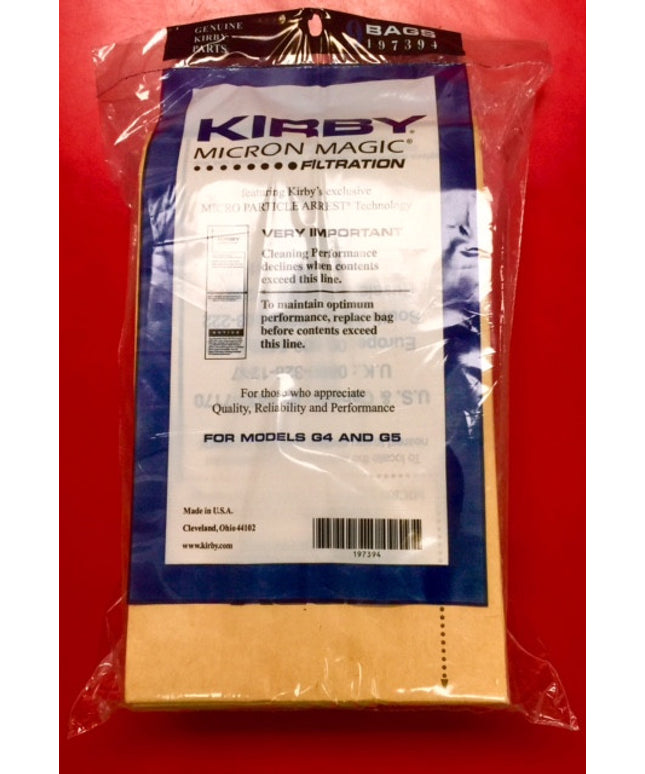 GENUINE
KIRBY
PARTS
BAGS
197394
KIRBY®
MICRON MAGIC®
FILTRATION
featuring Kirby's exclusive
MICRO PARTICLE ARREST® Technology
VERY IMPORTANT
Cleaning Performance
declines when contents
exceed this line.
To maintain optimum
performance, replace bag
before contents exceed
this line.
NOTICE
For those who appreciate
Quality, Reliability and Performance
FOR MODELS G4 AND G5
Made in U.S.A.
Cleveland, Ohio 44102
www.kirby.com
197394